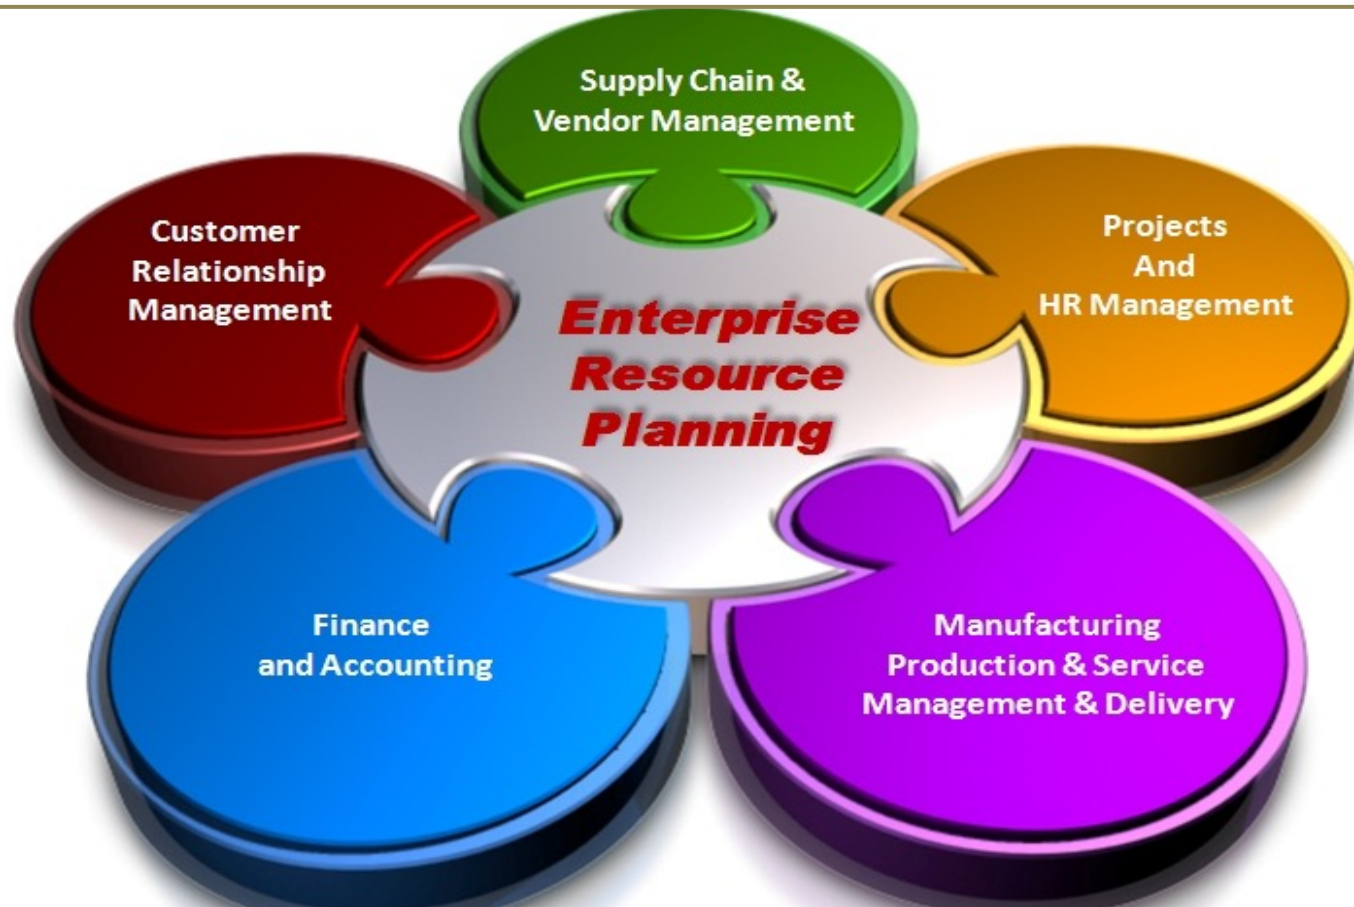 Supply Chain &
Vendor Management
Customer
Relationship
Management
Projects
And
HR Management
Enterprise
Resource
Planning
Finance
and Accounting
Manufacturing
Production & Service
Management & Delivery